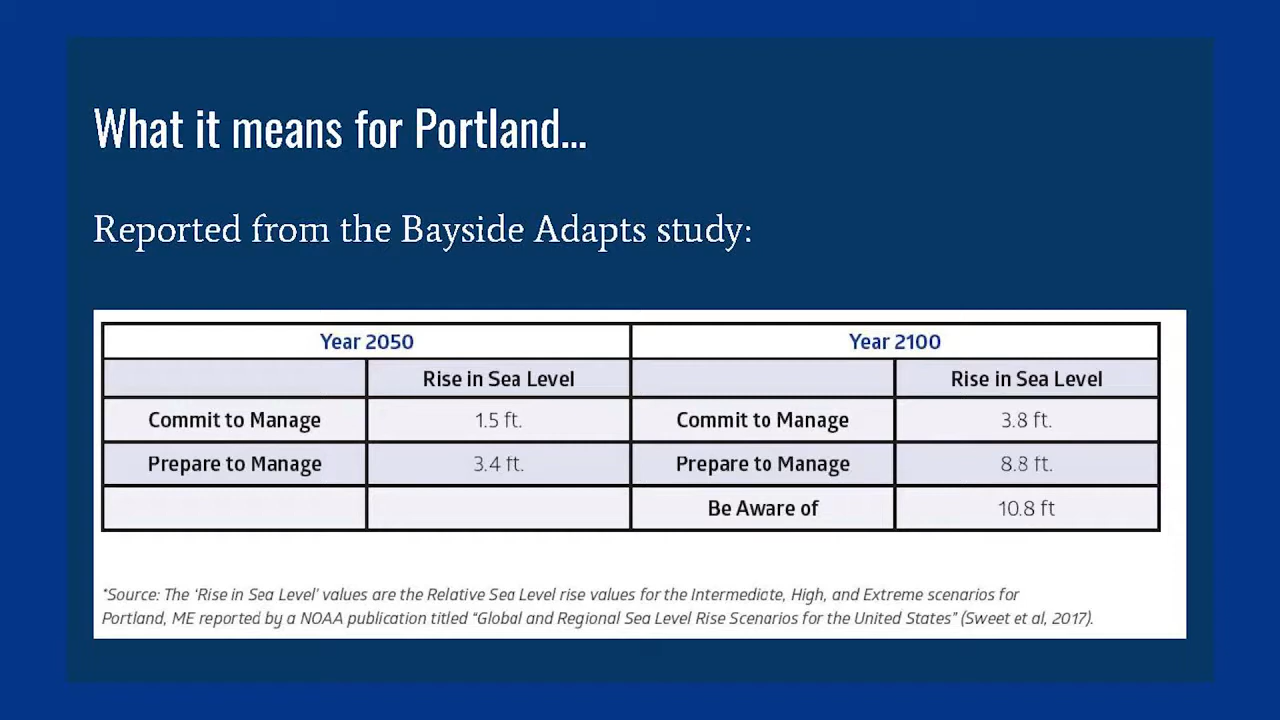 What it means for Portland...
Reported from the Bayside Adapts study:
Year 2050 Year 2100
Rise in Sea Level Rise in Sea Level
Commit to Manage 1.5 ft. Commit to Manage 3.8 ft.
Prepare to Manage 3.4 ft. Prepare to Manage 8.8 ft.
Be Aware of 10.8 ft
*Source: The 'Rise in Sea Level' values are the Relative Sea Level rise values for the Intermediate, High, and Extreme scenarios for
Portland, ME reported by a NOAA publication titled "Global and Regional Sea Level Rise Scenarios for the United States" (Sweet et al, 2017).